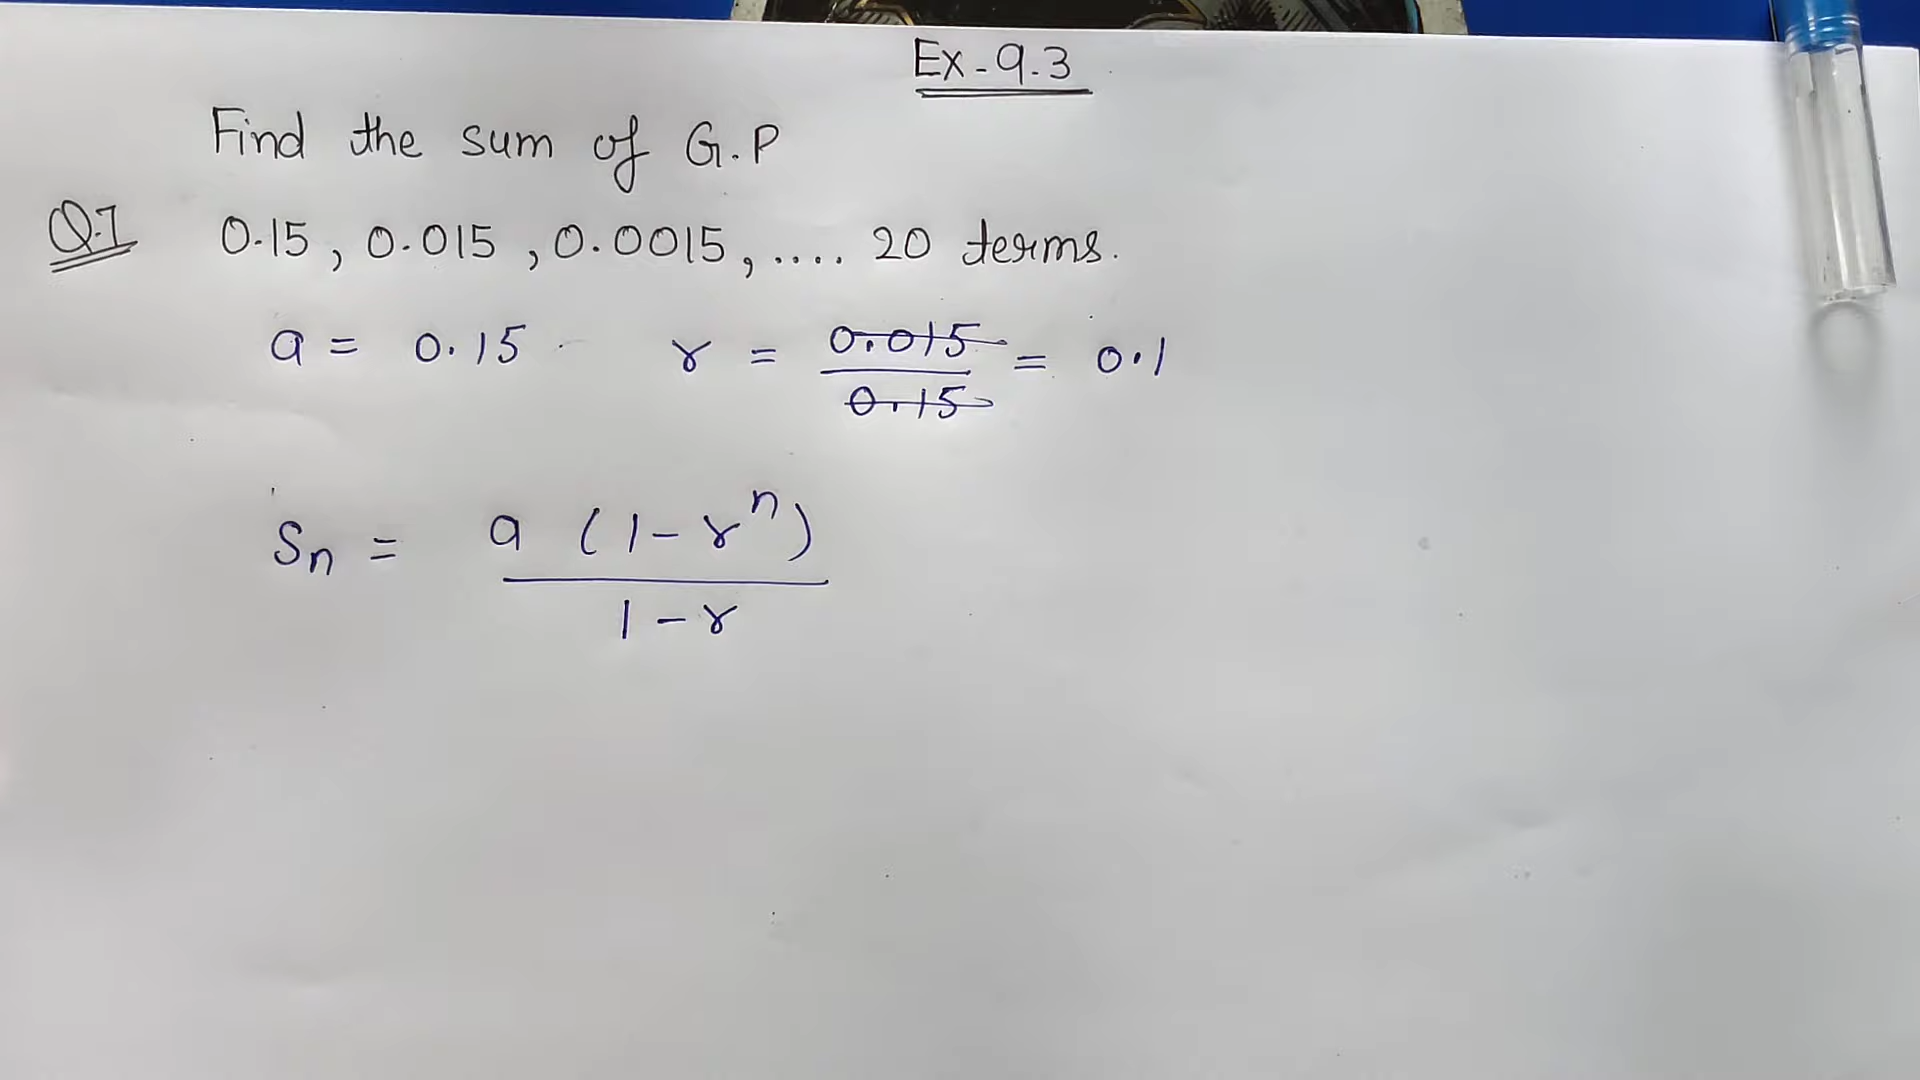 Ex-9.3
Find the sum of G.P
Q.7 0.15, 0.015, 0.0015, .... 20 terms.
a = 0.15 r = 0.015/0.15 = 0.1
Sn = a (1-r^n) / 1-r